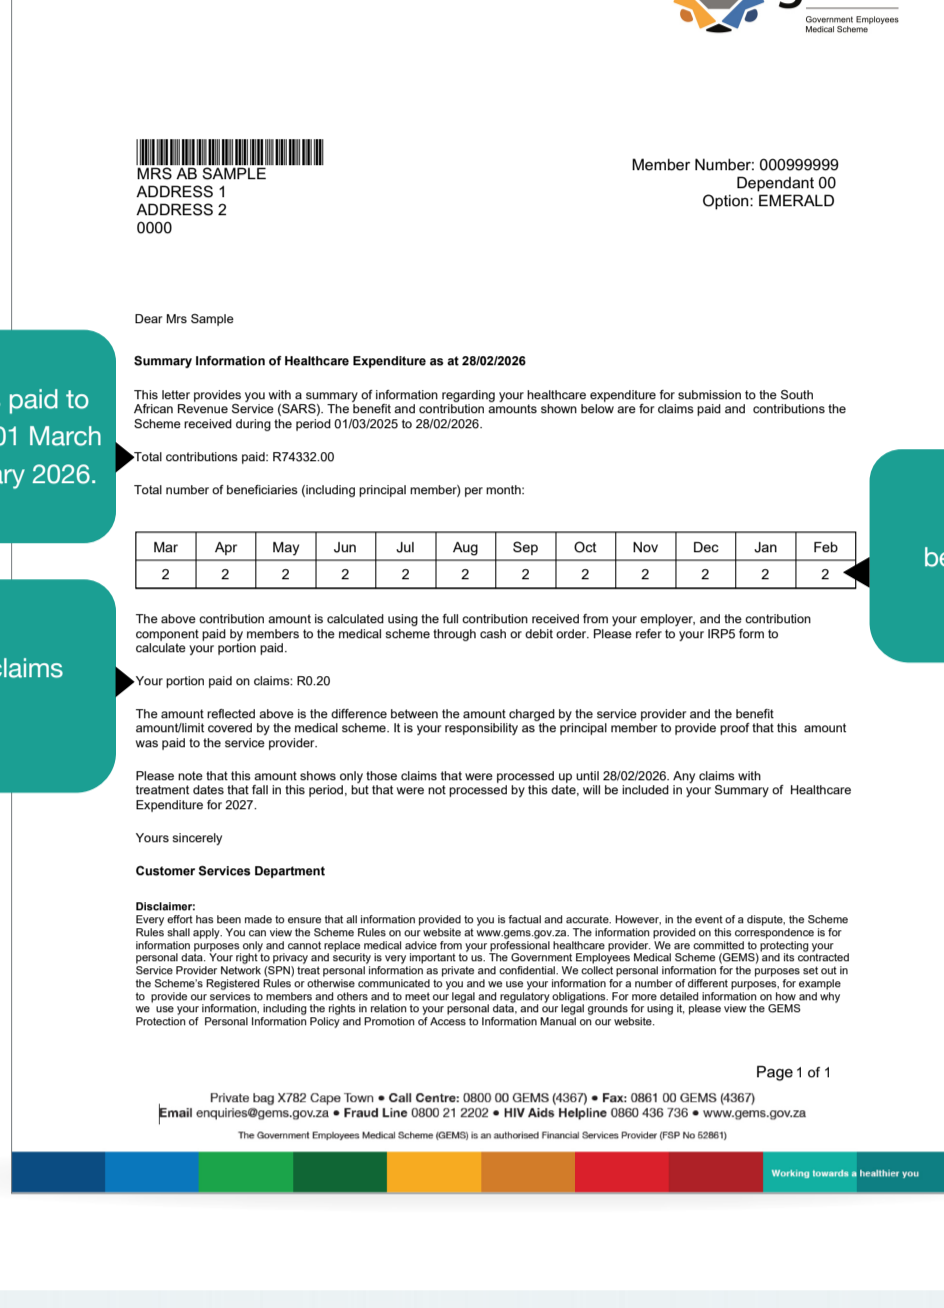 Government Employees
Medical Scheme
MRS AB SAMPLE
ADDRESS 1
ADDRESS 2
0000
Member Number: 000999999
Dependant 00
Option: EMERALD
Dear Mrs Sample
Summary Information of Healthcare Expenditure as at 28/02/2026
This letter provides you with a summary of information regarding your healthcare expenditure for submission to the South
African Revenue Service (SARS). The benefit and contribution amounts shown below are for claims paid and contributions the
Scheme received during the period 01/03/2025 to 28/02/2026.
paid to
01 March
ary 2026.
Total contributions paid: R74332.00
Total number of beneficiaries (including principal member) per month:
Mar Apr May Jun Jul Aug Sep Oct Nov Dec Jan Feb
2 2 2 2 2 2 2 2 2 2 2 2
be
The above contribution amount is calculated using the full contribution received from your employer, and the contribution
component paid by members to the medical scheme through cash or debit order. Please refer to your IRP5 form to
calculate your portion paid.
claims
Your portion paid on claims: R0.20
The amount reflected above is the difference between the amount charged by the service provider and the benefit
amount/limit covered by the medical scheme. It is your responsibility as the principal member to provide proof that this amount
was paid to the service provider.
Please note that this amount shows only those claims that were processed up until 28/02/2026. Any claims with
treatment dates that fall in this period, but that were not processed by this date, will be included in your Summary of Healthcare
Expenditure for 2027.
Yours sincerely
Customer Services Department
Disclaimer:
Every effort has been made to ensure that all information provided to you is factual and accurate. However, in the event of a dispute, the Scheme
Rules shall apply. You can view the Scheme Rules on our website at www.gems.gov.za. The information provided on this correspondence is for
information purposes only and cannot replace medical advice from your professional healthcare provider. We are committed to protecting your
personal data. Your right to privacy and security is very important to us. The Government Employees Medical Scheme (GEMS) and its contracted
Service Provider Network (SPN) treat personal information as private and confidential. We collect personal information for the purposes set out in
the Scheme's Registered Rules or otherwise communicated to you and we use your information for a number of different purposes, for example
to provide our services to members and others and to meet our legal and regulatory obligations. For more detailed information on how and why
we use your information, including the rights in relation to your personal data, and our legal grounds for using it, please view the GEMS
Protection of Personal Information Policy and Promotion of Access to Information Manual on our website.
Page 1 of 1
Private bag X782 Cape Town • Call Centre: 0800 00 GEMS (4367) • Fax: 0861 00 GEMS (4367)
Email enquiries@gems.gov.za • Fraud Line 0800 21 2202 • HIV Aids Helpline 0860 436 736 • www.gems.gov.za
The Government Employees Medical Scheme (GEMS) is an authorised Financial Services Provider (FSP No 52861)
Working towards a healthier you